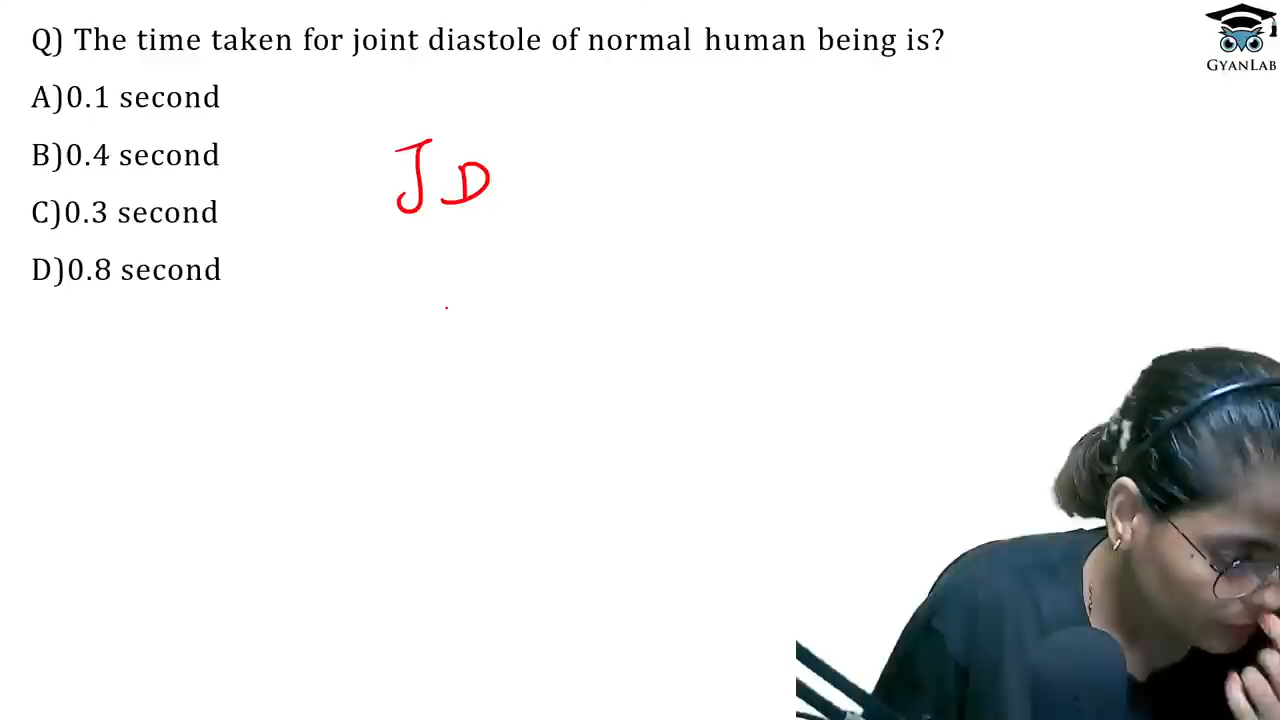 Q) The time taken for joint diastole of normal human being is?
A)0.1 second
B)0.4 second
C)0.3 second
D)0.8 second
JD
GYANLAB